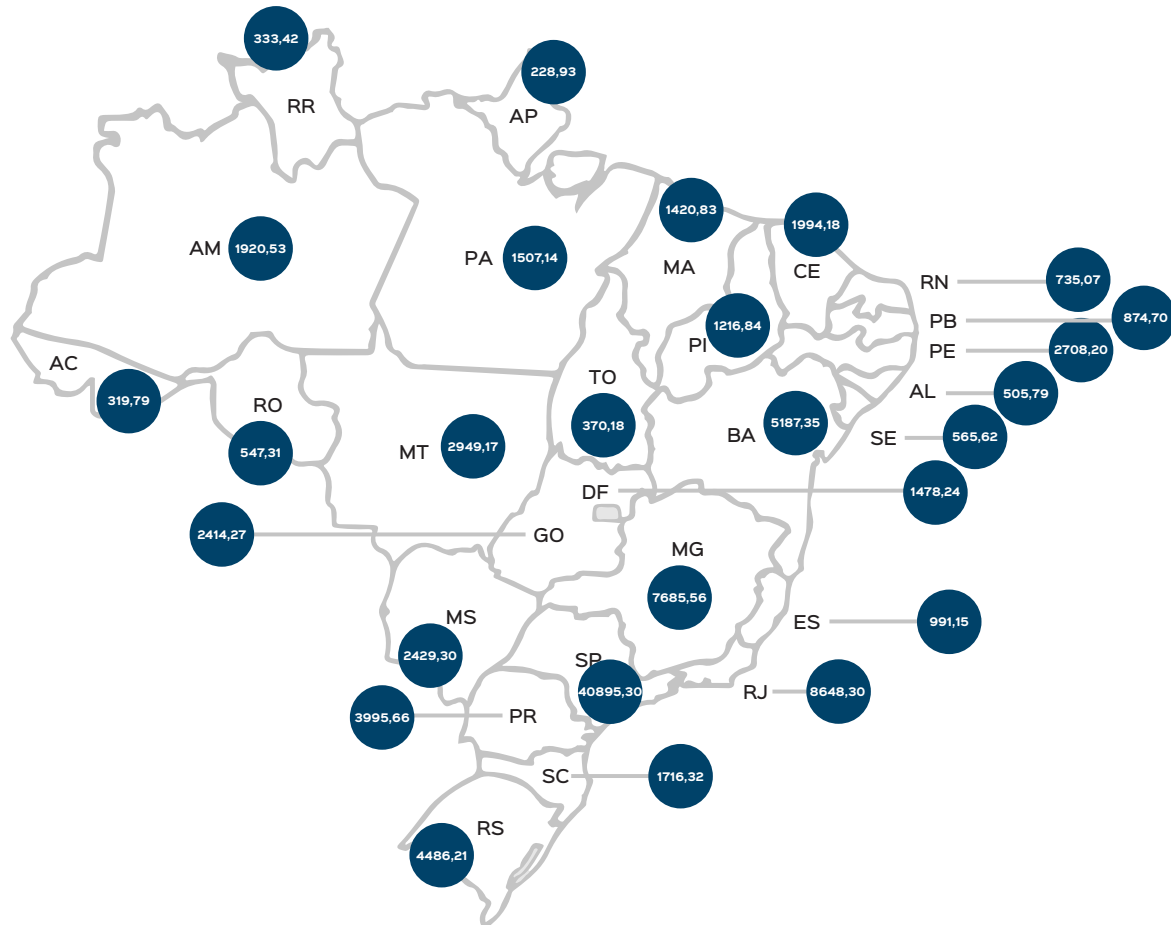 333,42
RR
228,93
AP
AM
1920,53
PA
1507,14
1420,83
MA
1994,18
CE
RN
735,07
PB
874,70
PE
2708,20
PI
1216,84
AC
319,79
RO
547,31
TO
370,18
MT
2949,17
BA
5187,35
AL
505,79
SE
565,62
DF
1478,24
2414,27
GO
MG
7685,56
MS
2429,30
ES
991,15
SP
40895,30
RJ
8648,30
3995,66
PR
SC
1716,32
RS
4486,21